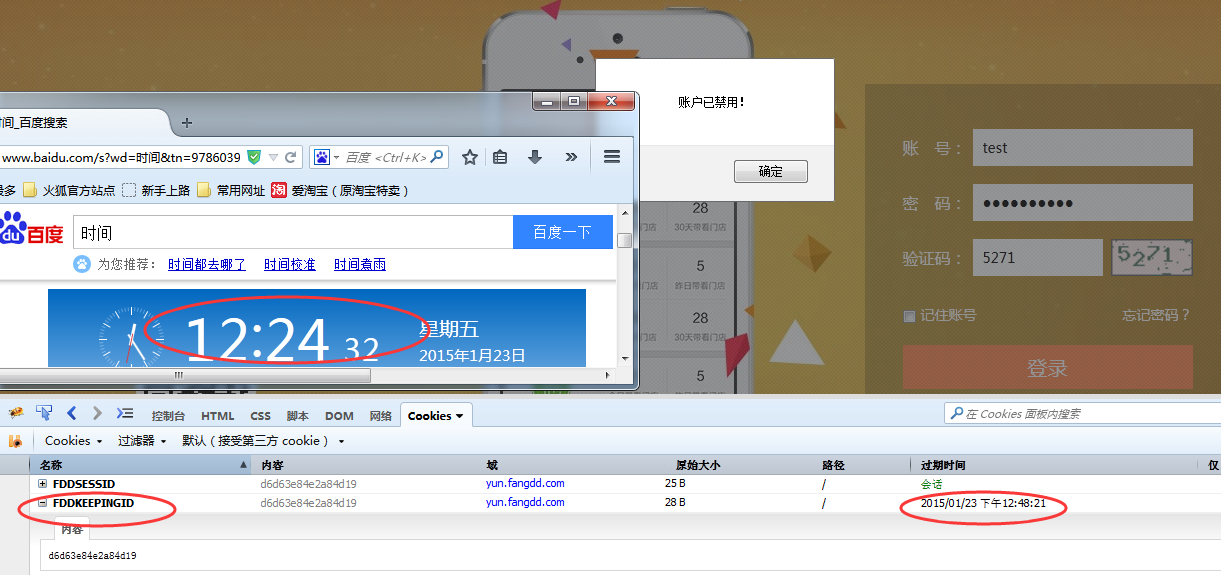 账户已禁用！
确定
间_百度搜索
www.baidu.com/s?wd=时间&tn=9786039
百度 <Ctrl+K>
最多 火狐官方站点 新手上路 常用网址 淘 爱淘宝（原淘宝特卖）
du 百度 时间 百度一下
为您推荐： 时间都去哪了 时间校准 时间煮雨
12:24 32
星期五
2015年1月23日
28
门店 30天带看门店
5
门店 昨日带看门店
28
门店 30天带看门店
5
账 号： test
密 码： ●●●●●●●●●●
验证码： 5271 5271
记住账号 忘记密码？
登录
控制台 HTML CSS 脚本 DOM 网络 Cookies 在 Cookies 面板内搜索
Cookies 过滤器 默认（接受第三方 cookie）
名称 内容 域 原始大小 路径 过期时间 仅
FDDSESSID d6d63e84e2a84d19 yun.fangdd.com 25 B / 会话
FDDKEEPINGID d6d63e84e2a84d19 yun.fangdd.com 28 B / 2015/01/23 下午12:48:21
内容
d6d63e84e2a84d19